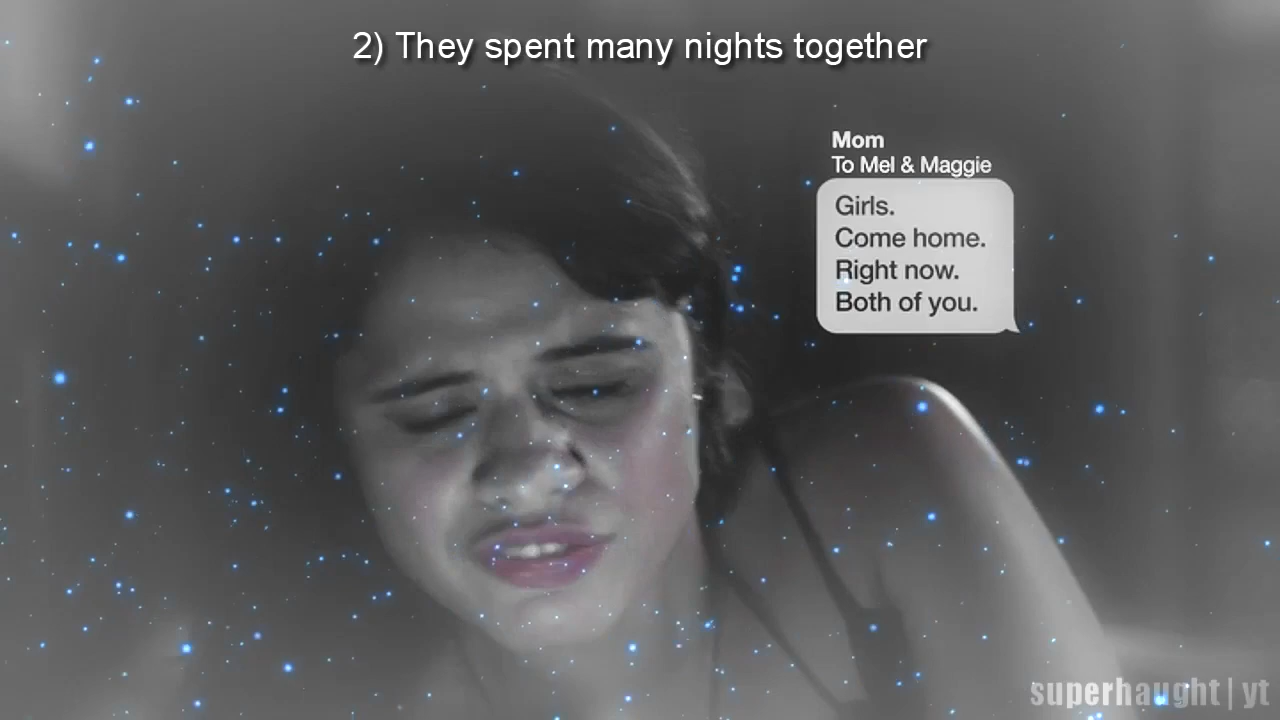 2) They spent many nights together
Mom
To Mel & Maggie
Girls.
Come home.
Right now.
Both of you.
superhaught|yt